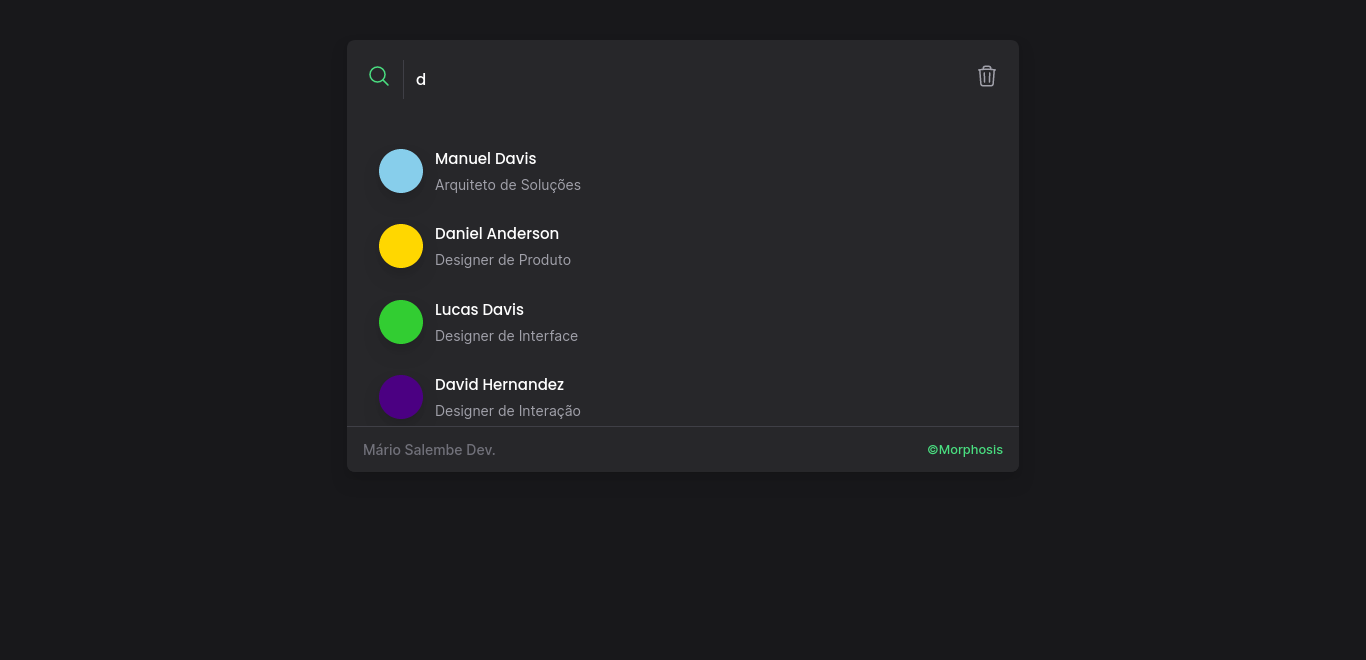 d
Manuel Davis
Arquiteto de Soluções
Daniel Anderson
Designer de Produto
Lucas Davis
Designer de Interface
David Hernandez
Designer de Interação
Mário Salembe Dev.
©Morphosis